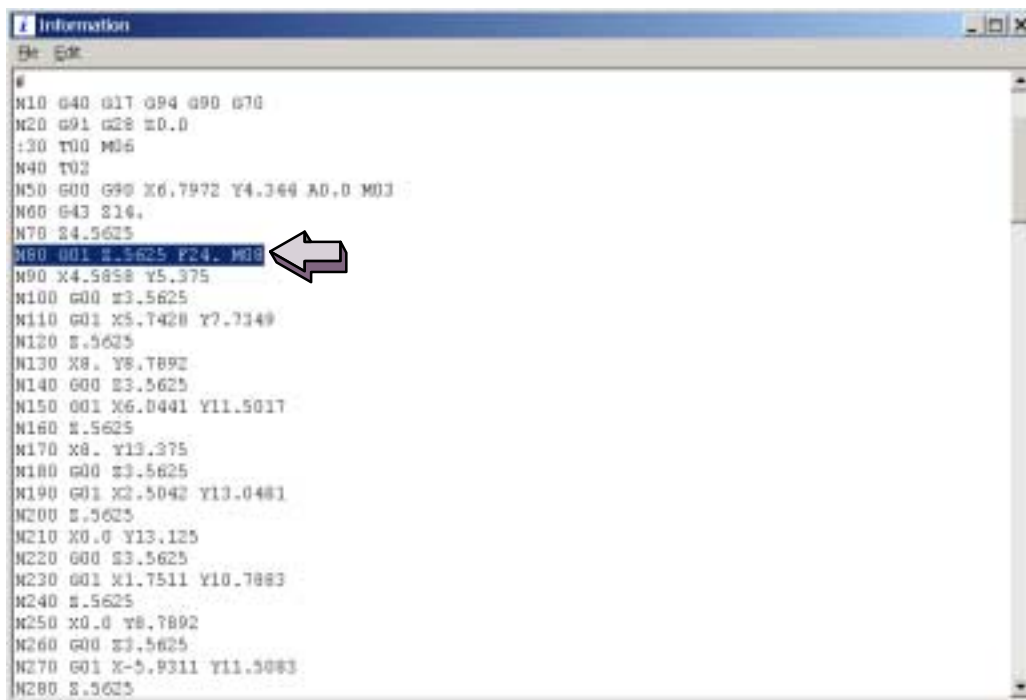 Information
File Edit
%
N10 G40 G17 G94 G90 G70
N20 G91 G28 Z0.0
:30 T00 M06
N40 T02
N50 G00 G90 X6.7972 Y4.344 A0.0 M03
N60 G43 Z14.
N70 Z4.5625
N80 G01 Z.5625 F24. M08
N90 X4.5858 Y5.375
N100 G00 Z3.5625
N110 G01 X5.7428 Y7.7349
N120 Z.5625
N130 X8. Y8.7892
N140 G00 Z3.5625
N150 G01 X6.0441 Y11.5017
N160 Z.5625
N170 X8. Y13.375
N180 G00 Z3.5625
N190 G01 X2.5042 Y13.0481
N200 Z.5625
N210 X0.0 Y13.125
N220 G00 Z3.5625
N230 G01 X1.7511 Y10.7883
N240 Z.5625
N250 X0.0 Y8.7892
N260 G00 Z3.5625
N270 G01 X-5.9311 Y11.5083
N280 Z.5625